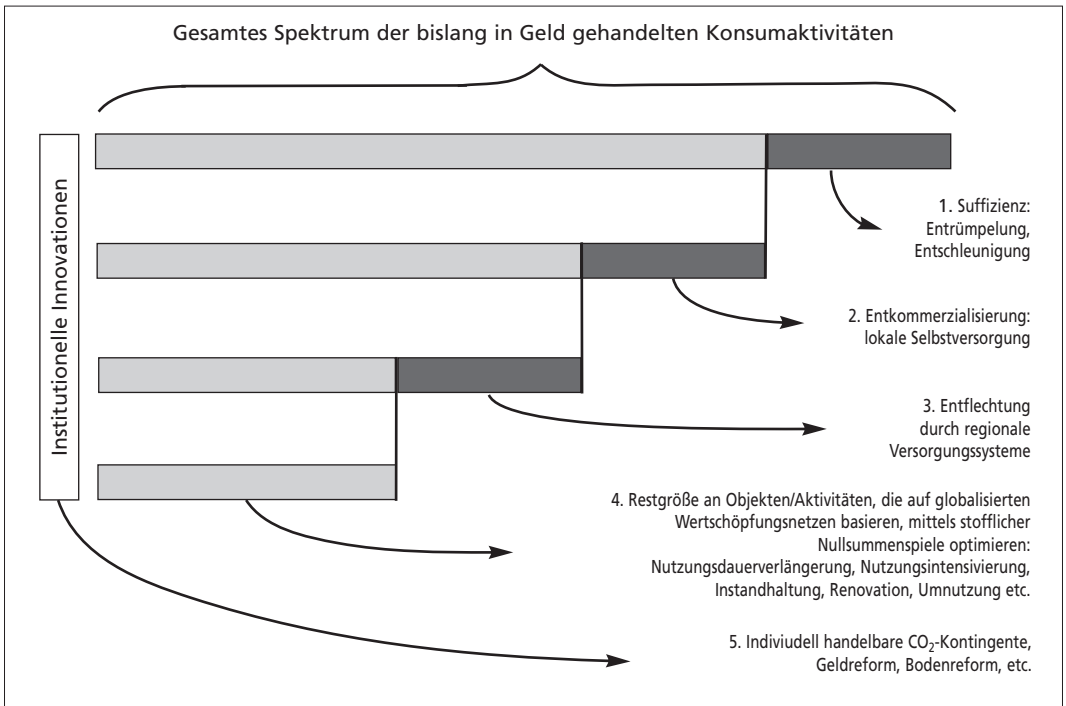 Gesamtes Spektrum der bislang in Geld gehandelten Konsumaktivitäten
Institutionelle Innovationen
1. Suffizienz:
Entrümpelung,
Entschleunigung
2. Entkommerzialisierung:
lokale Selbstversorgung
3. Entflechtung
durch regionale
Versorgungssysteme
4. Restgröße an Objekten/Aktivitäten, die auf globalisierten
Wertschöpfungsnetzen basieren, mittels stofflicher
Nullsummenspiele optimieren:
Nutzungsdauerverlängerung, Nutzungsintensivierung,
Instandhaltung, Renovation, Umnutzung etc.
5. Indiviudell handelbare CO₂-Kontingente,
Geldreform, Bodenreform, etc.